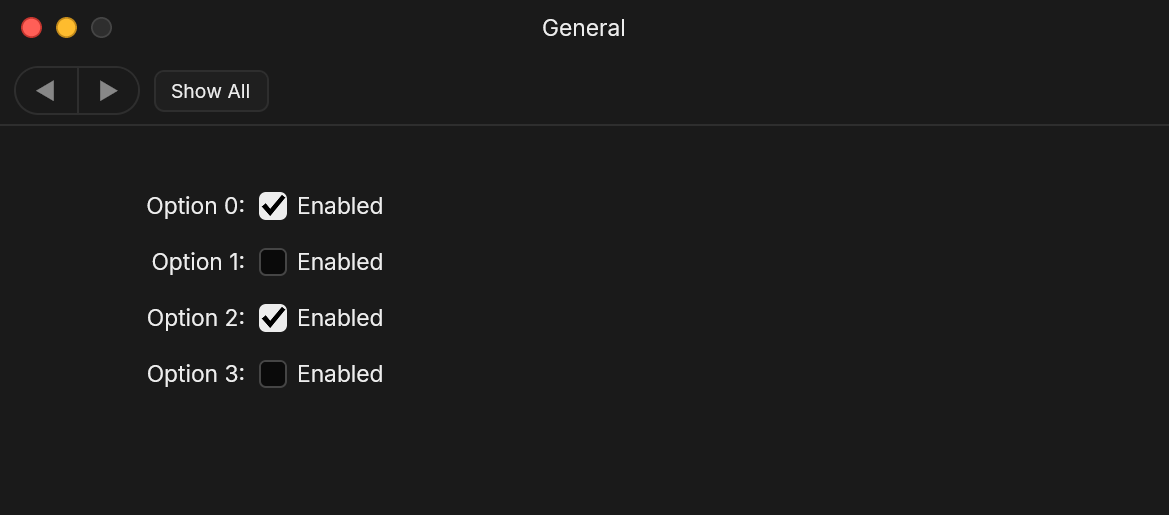 General
Show All
Option 0: Enabled
Option 1: Enabled
Option 2: Enabled
Option 3: Enabled